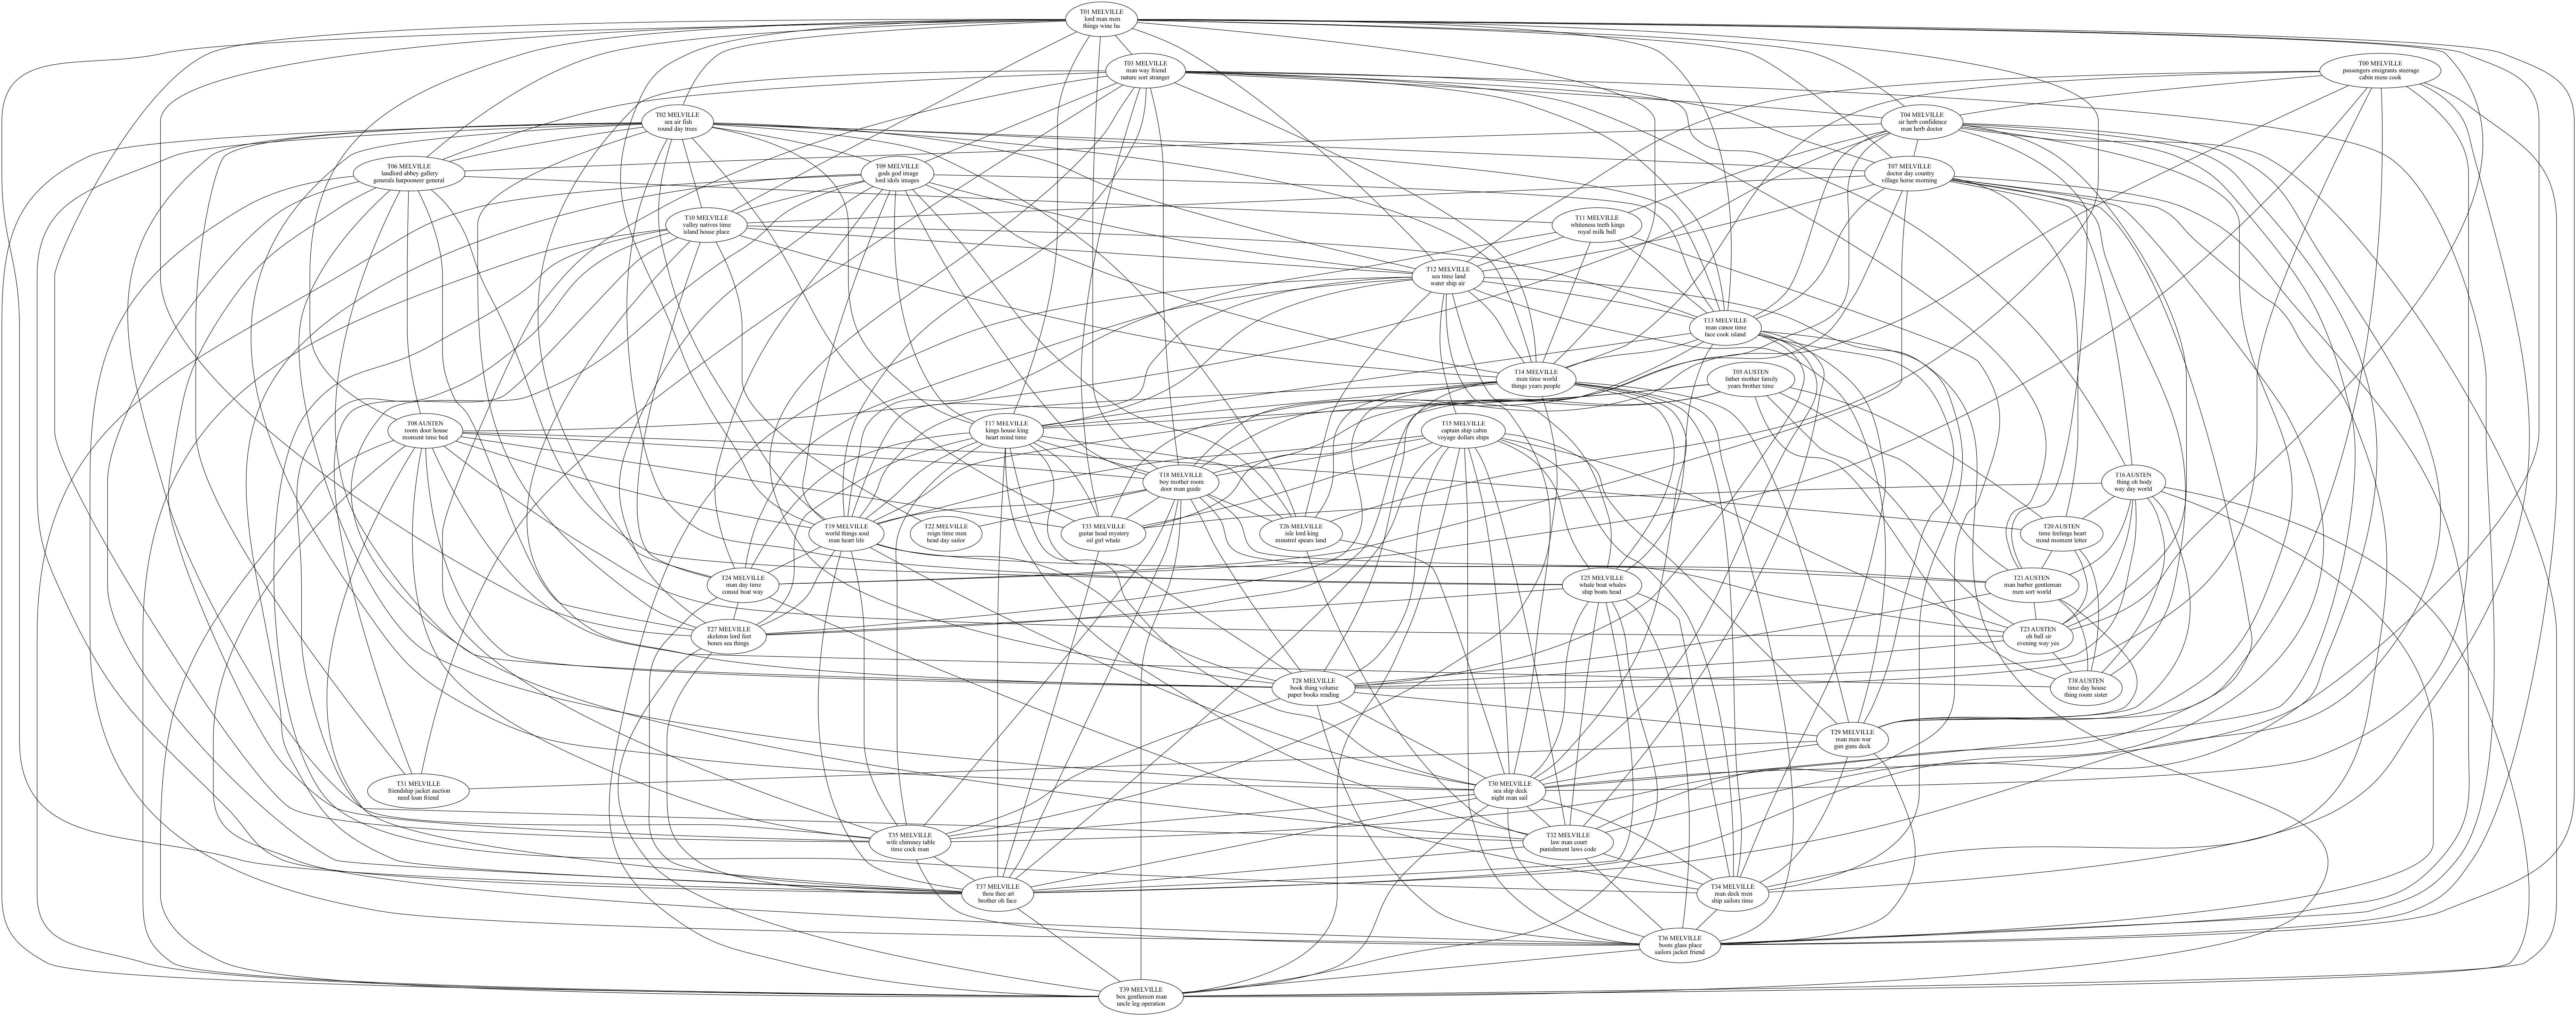 T01 MELVILLE
lord man men
things wine ha
T03 MELVILLE
man way friend
nature sort stranger
T00 MELVILLE
passengers emigrants steerage
cabin mess cook
T02 MELVILLE
sea air fish
round day trees
T04 MELVILLE
sir herb confidence
man herb doctor
T06 MELVILLE
landlord abbey gallery
generals harpooneer general
T09 MELVILLE
gods god image
lord idols images
T07 MELVILLE
doctor day country
village horse morning
T10 MELVILLE
valley natives time
island house place
T11 MELVILLE
whiteness teeth kings
royal milk bull
T12 MELVILLE
sea time land
water ship air
T13 MELVILLE
man canoe time
face cook island
T14 MELVILLE
men time world
things years people
T05 AUSTEN
father mother family
years brother time
T08 AUSTEN
room door house
moment time bed
T17 MELVILLE
kings house king
heart mind time
T15 MELVILLE
captain ship cabin
voyage dollars ships
T18 MELVILLE
boy mother room
door man guide
T16 AUSTEN
thing oh body
way day world
T19 MELVILLE
world things soul
man heart life
T22 MELVILLE
reign time men
head day sailor
T33 MELVILLE
guitar head mystery
oil girl whale
T26 MELVILLE
isle lord king
minstrel spears land
T20 AUSTEN
time feelings heart
mind moment letter
T24 MELVILLE
man day time
consul boat way
T25 MELVILLE
whale boat whales
ship boats head
T21 AUSTEN
man barber gentleman
men sort world
T27 MELVILLE
skeleton lord feet
bones sea things
T23 AUSTEN
oh ball sir
evening way yes
T28 MELVILLE
book thing volume
paper books reading
T38 AUSTEN
time day house
thing room sister
T29 MELVILLE
man men war
gun guns deck
T31 MELVILLE
friendship jacket auction
need loan friend
T30 MELVILLE
sea ship deck
night man sail
T35 MELVILLE
wife chimney table
time cock man
T32 MELVILLE
law man court
punishment laws code
T37 MELVILLE
thou thee art
brother oh face
T34 MELVILLE
man deck men
ship sailors time
T36 MELVILLE
boots glass place
sailors jacket friend
T39 MELVILLE
box gentlemen man
uncle leg operation